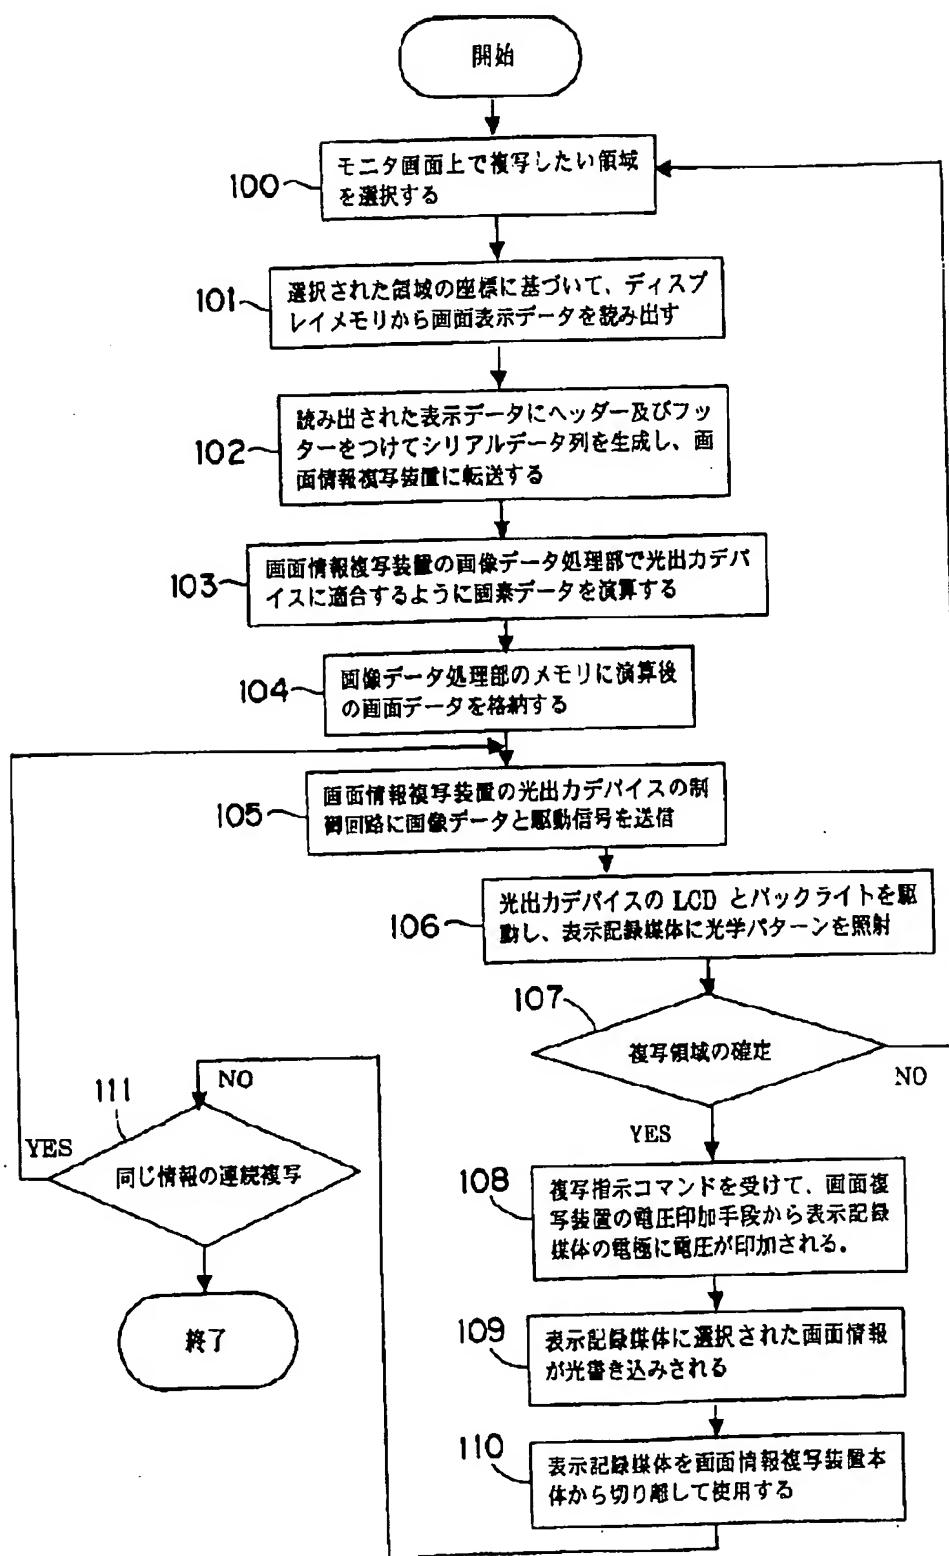 開始
100
モニタ画面上で複写したい領域
を選択する
101
選択された領域の座標に基づいて、ディスプ
レイメモリから画面表示データを読み出す
102
読み出された表示データにヘッダー及びフッ
ターをつけてシリアルデータ列を生成し、画
面情報複写装置に転送する
103
画面情報複写装置の画像データ処理部で光出力デバ
イスに適合するように画素データを演算する
104
画像データ処理部のメモリに演算後
の画面データを格納する
105
画面情報複写装置の光出力デバイスの制
御回路に画像データと駆動信号を送信
106
光出力デバイスの LCD とバックライトを駆
動し、表示記録媒体に光学パターンを照射
107
複写領域の確定
NO
YES
108
複写指示コマンドを受けて、画面複
写装置の電圧印加手段から表示記録
媒体の電極に電圧が印加される。
109
表示記録媒体に選択された画面情報
が光書き込みされる
110
表示記録媒体を画面情報複写装置本
体から切り離して使用する
111
NO
YES
同じ情報の連続複写
終了